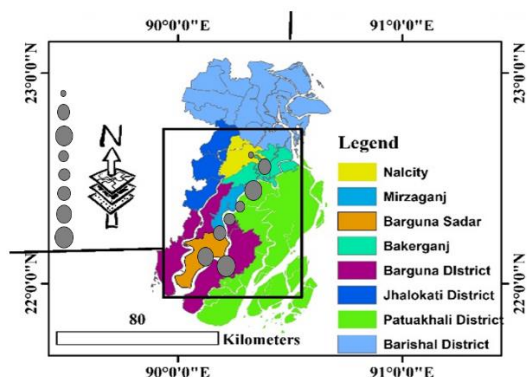 90°0'0"E 91°0'0"E
23°0'0"N
23°0'0"N
N
Legend
Nalcity
Mirzaganj
Barguna Sadar
Bakerganj
Barguna DIstrict
Jhalokati District
Patuakhali District
Barishal District
22°0'0"N
22°0'0"N
80
Kilometers
90°0'0"E 91°0'0"E